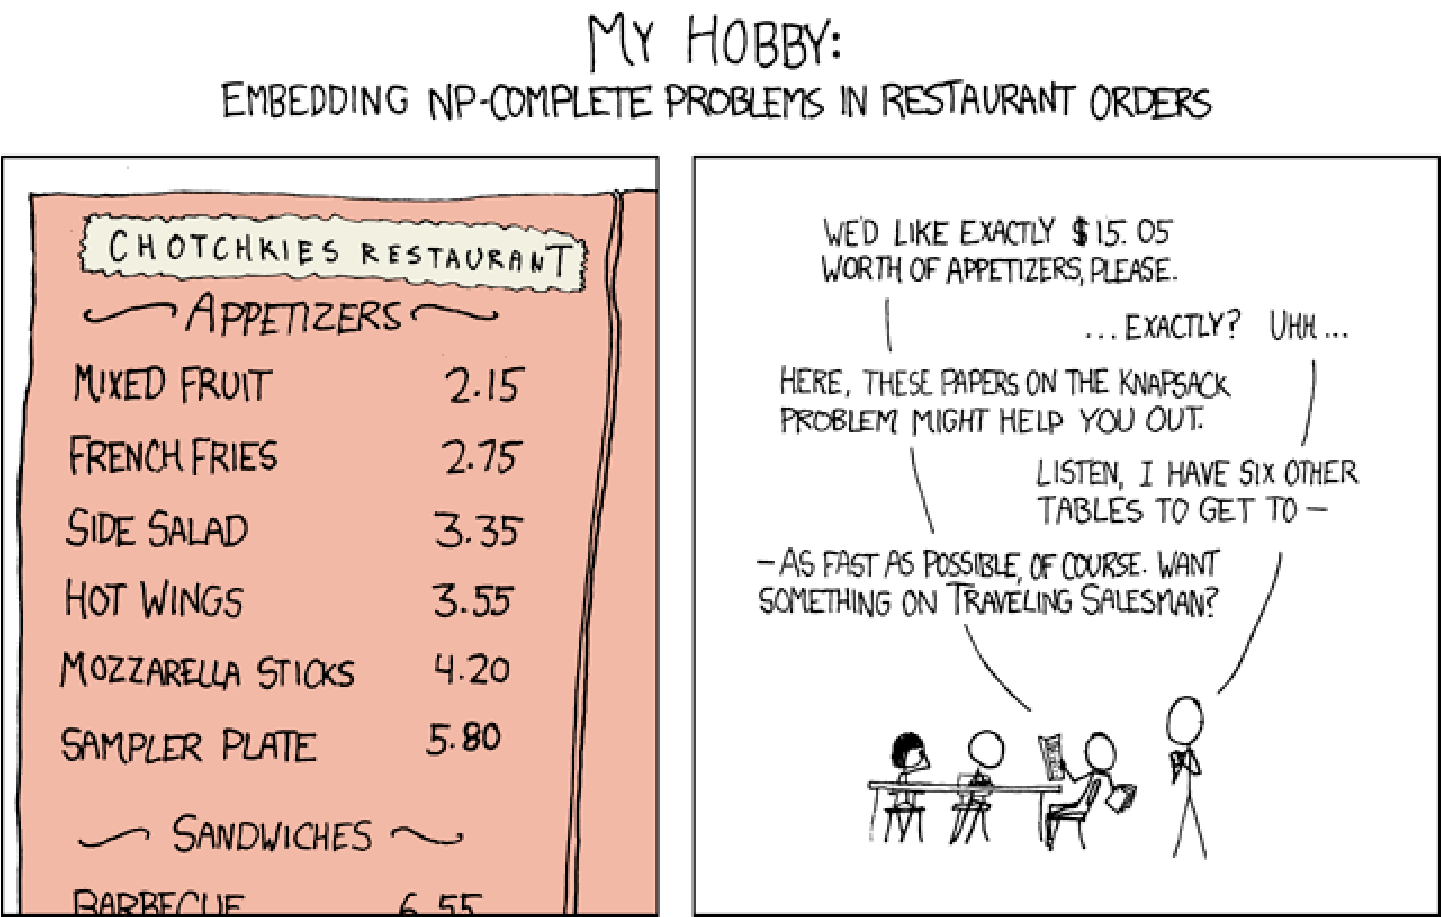 MY HOBBY:
EMBEDDING NP-COMPLETE PROBLEMS IN RESTAURANT ORDERS
CHOTCHKIES RESTAURANT
APPETIZERS
MIXED FRUIT 2.15
FRENCH FRIES 2.75
SIDE SALAD 3.35
HOT WINGS 3.55
MOZZARELLA STICKS 4.20
SAMPLER PLATE 5.80
SANDWICHES
BARBECUE 6.55
WE'D LIKE EXACTLY $15.05
WORTH OF APPETIZERS, PLEASE.
...EXACTLY? UHH...
HERE, THESE PAPERS ON THE KNAPSACK
PROBLEM MIGHT HELP YOU OUT.
LISTEN, I HAVE SIX OTHER
TABLES TO GET TO —
—AS FAST AS POSSIBLE, OF COURSE. WANT
SOMETHING ON TRAVELING SALESMAN?